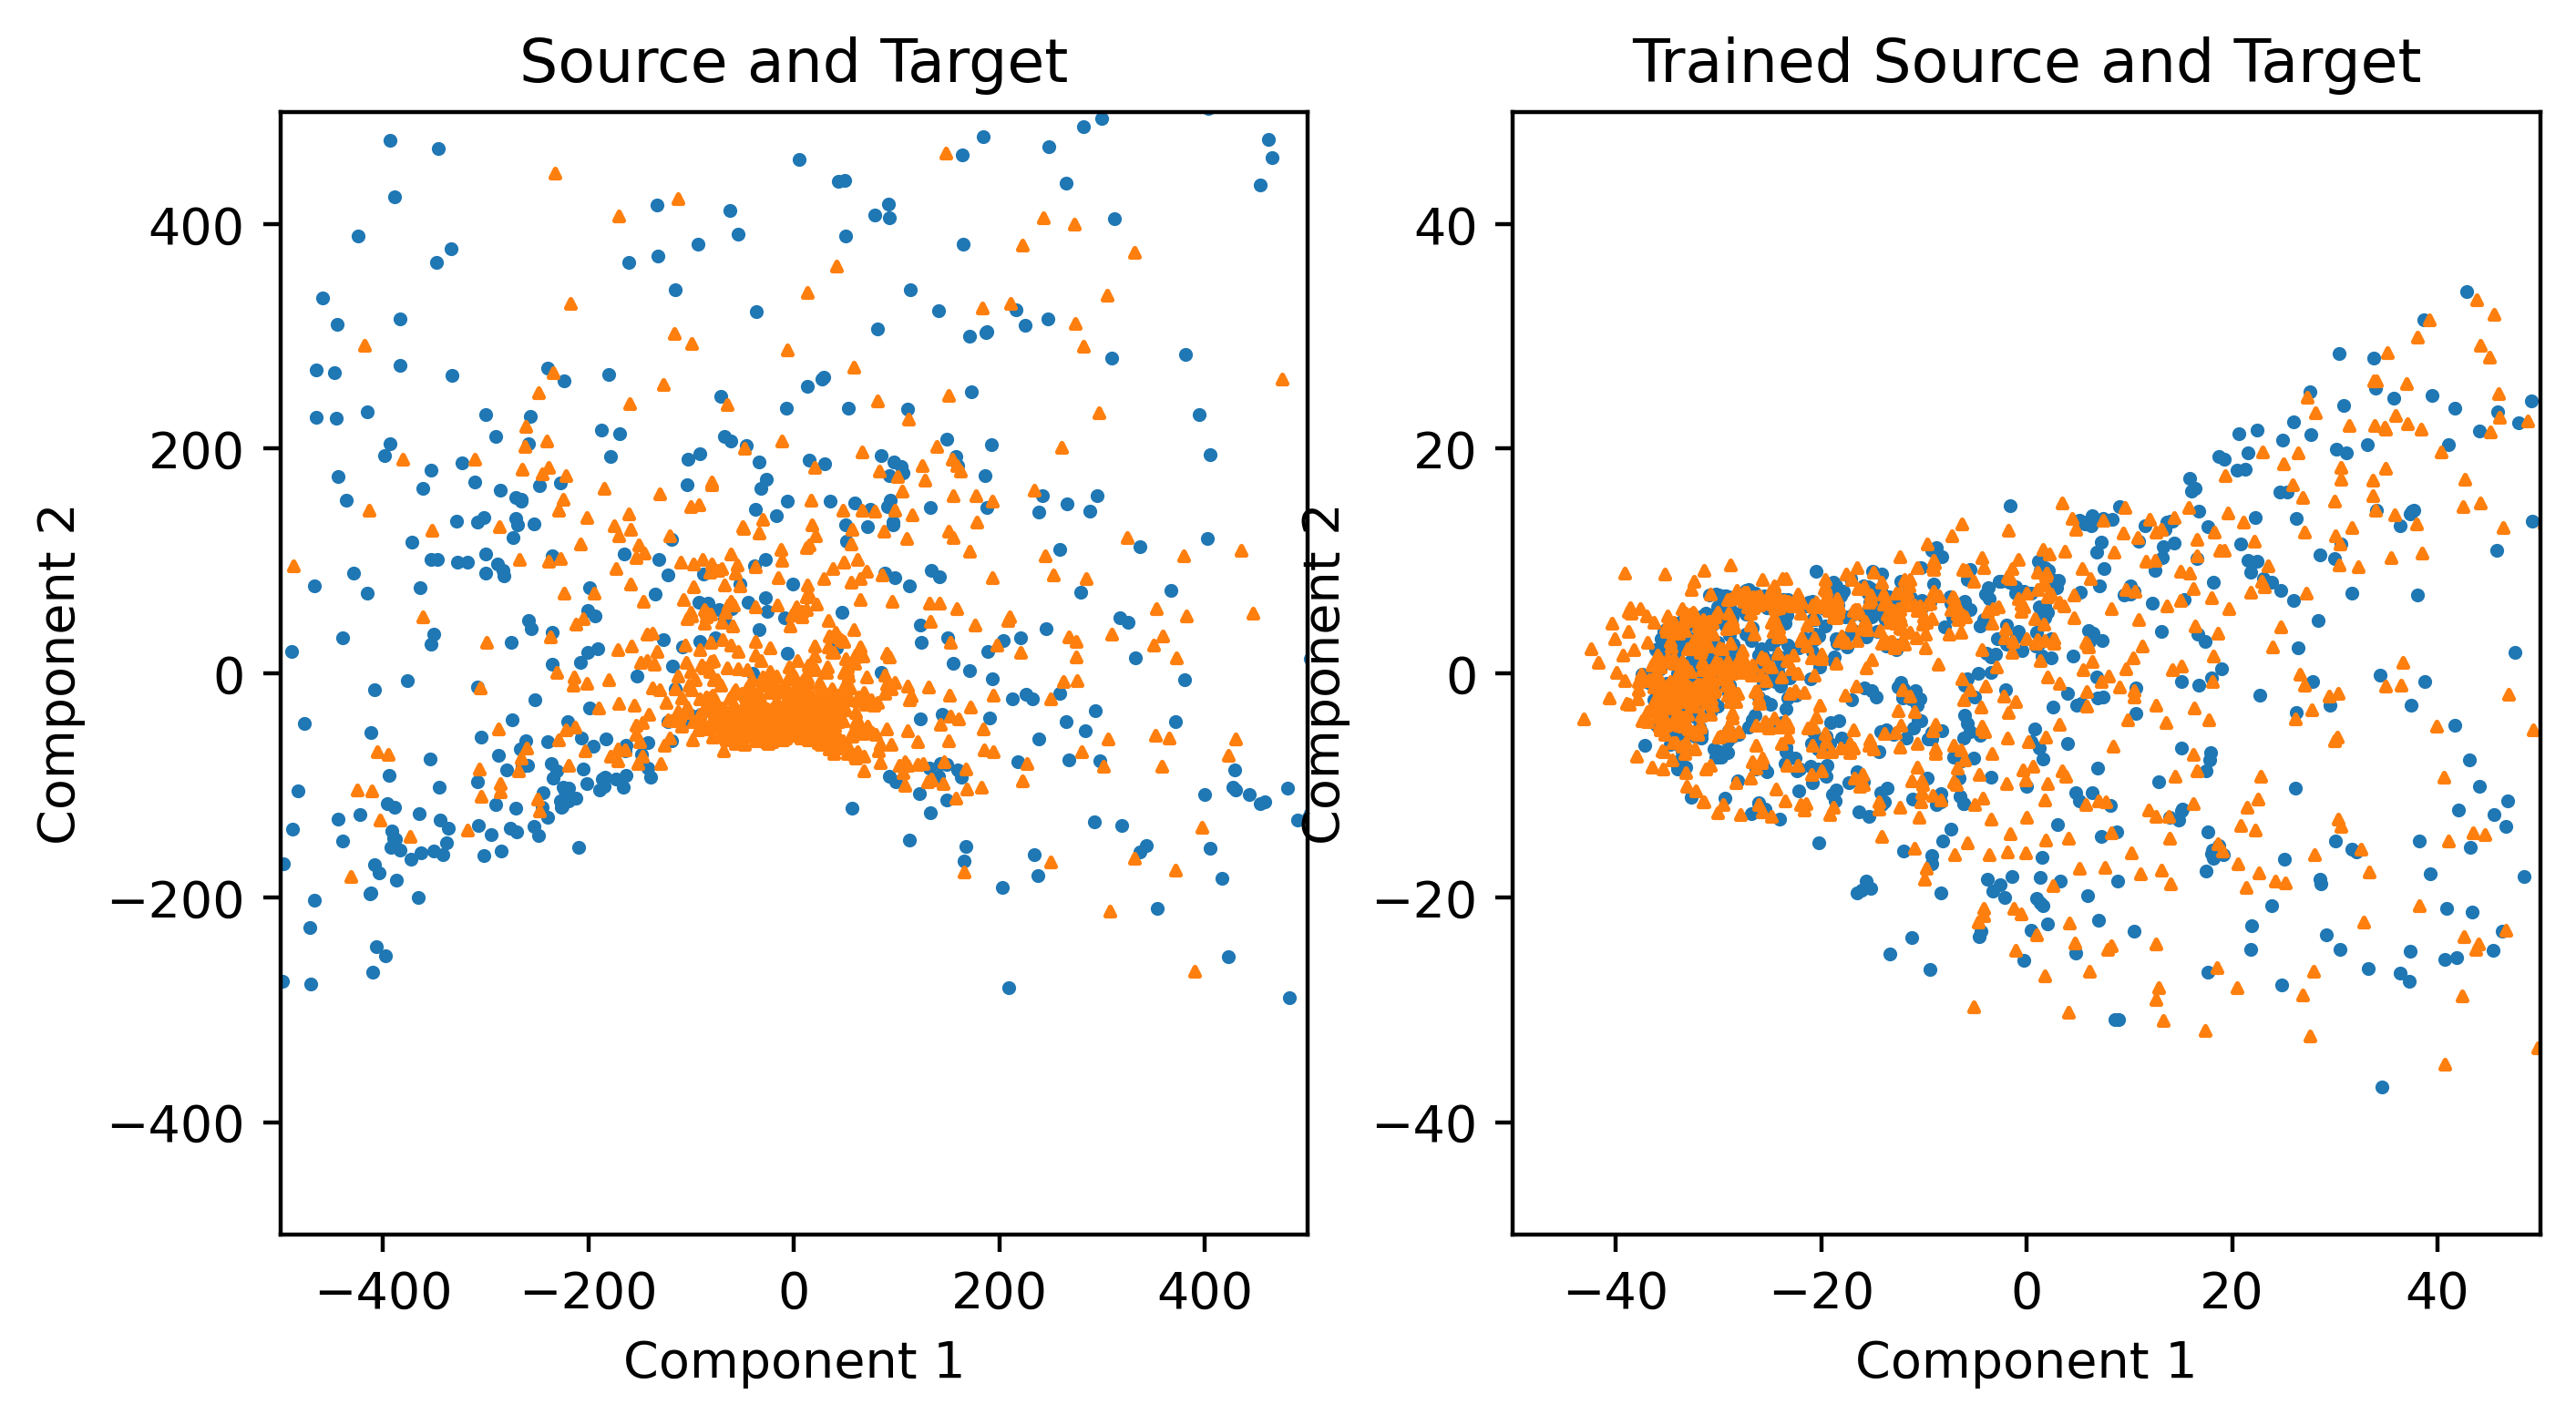 Source and Target
Component 2
400
200
0
−200
−400
−400 −200 0 200 400
Component 1
Trained Source and Target
Component 2
40
20
0
−20
−40
−40 −20 0 20 40
Component 1